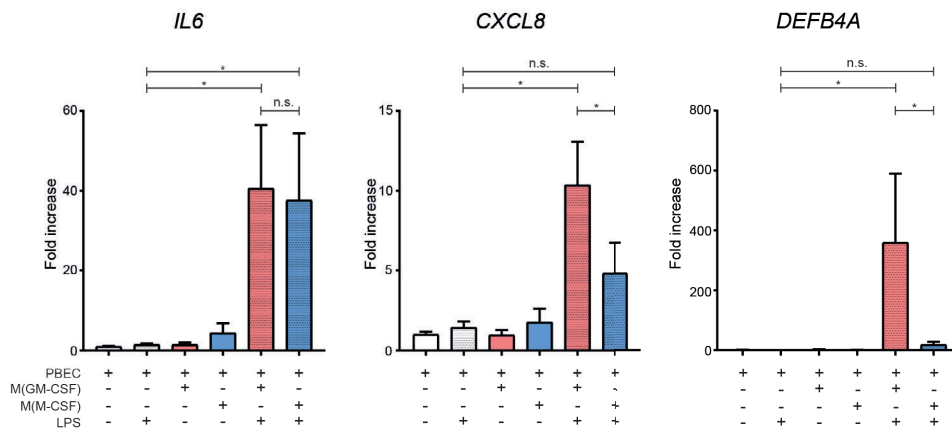 IL6 CXCL8 DEFB4A
* n.s. n.s.
* * *
n.s. * *
Fold increase
60
40
20
0
Fold increase
15
10
5
0
Fold increase
800
600
400
200
0
PBEC + + + + + + + + + + + + + + + + + +
M(GM-CSF) - - + - + - - - + - + - - - + - + -
M(M-CSF) - - - + - + - - - + - - - - + - +
LPS - + - - + + - + - - + + - + - - + +